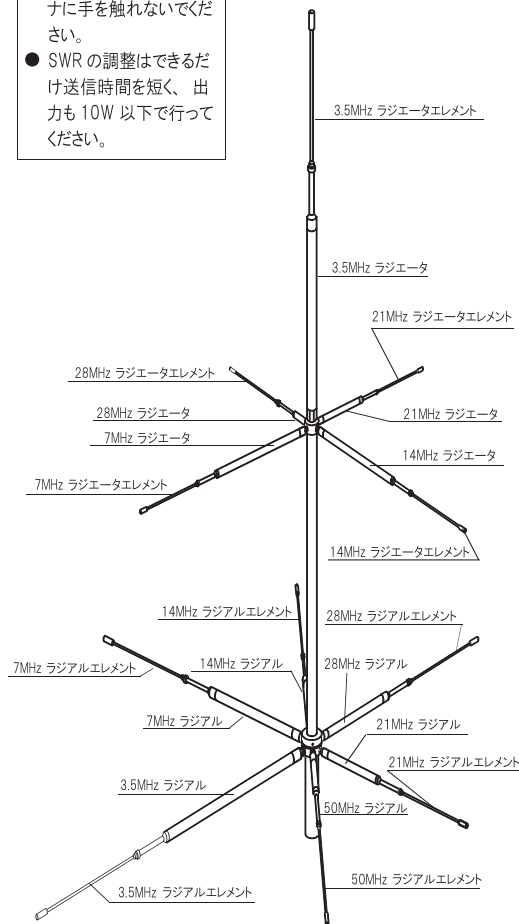 ナに手を触れないでくだ
さい。
● SWR の調整はできるだ
け送信時間を短く、出
力も 10W 以下で行って
ください。
3.5MHz ラジエータエレメント
3.5MHz ラジエータ
21MHz ラジエータエレメント
28MHz ラジエータエレメント
28MHz ラジエータ
21MHz ラジエータ
7MHz ラジエータ
14MHz ラジエータ
7MHz ラジエータエレメント
14MHz ラジエータエレメント
14MHz ラジアルエレメント
28MHz ラジアルエレメント
7MHz ラジアルエレメント
14MHz ラジアル
28MHz ラジアル
7MHz ラジアル
21MHz ラジアル
21MHz ラジアルエレメント
3.5MHz ラジアル
50MHz ラジアル
50MHz ラジアルエレメント
3.5MHz ラジアルエレメント